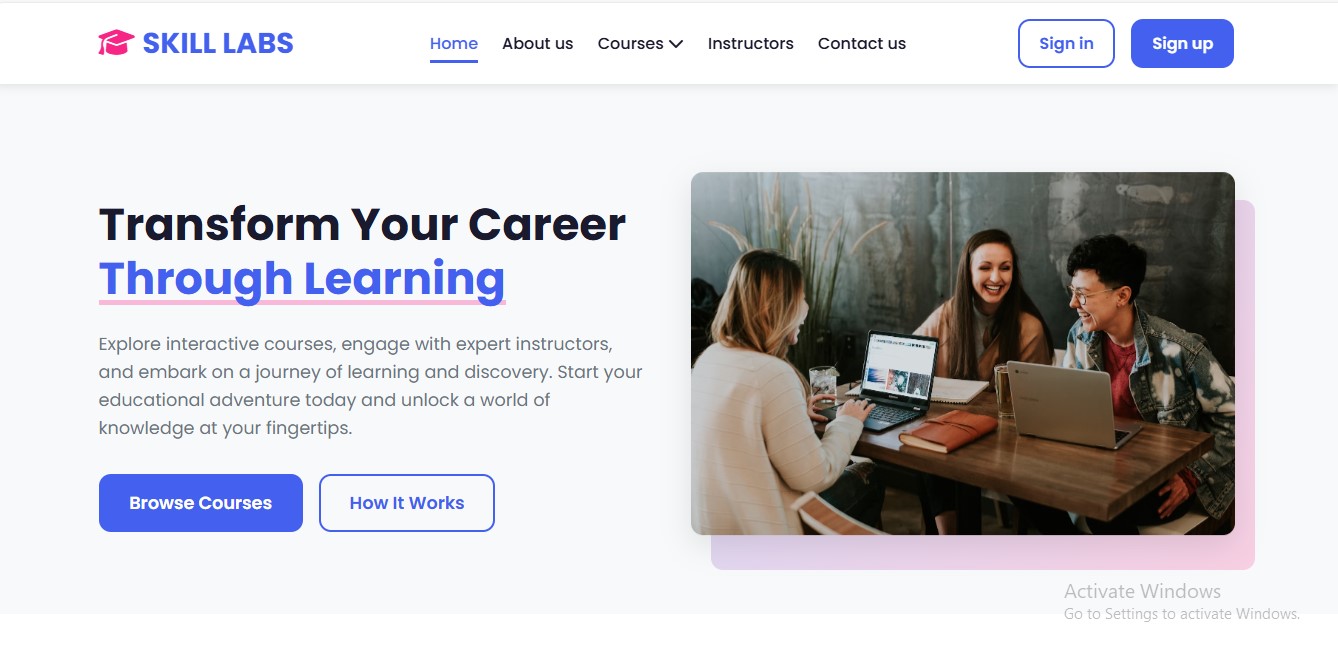 SKILL LABS
Home About us Courses Instructors Contact us
Sign in Sign up
Transform Your Career
Through Learning
Explore interactive courses, engage with expert instructors,
and embark on a journey of learning and discovery. Start your
educational adventure today and unlock a world of
knowledge at your fingertips.
Browse Courses How It Works
Activate Windows
Go to Settings to activate Windows.